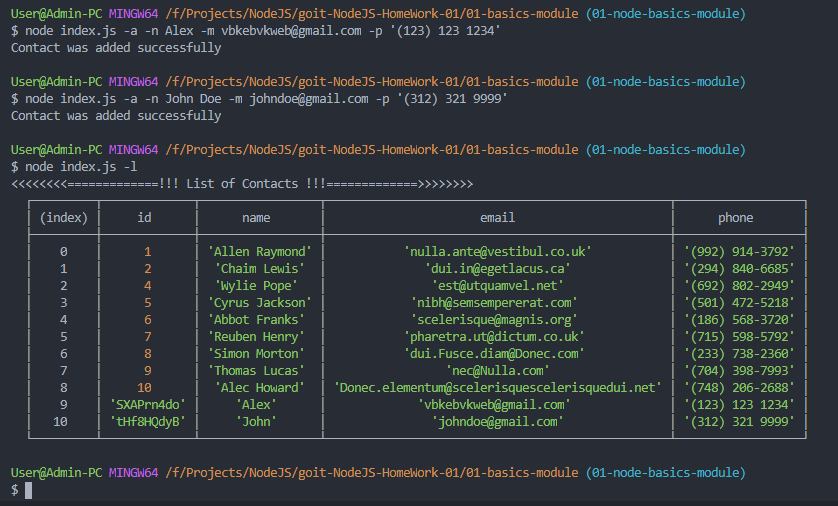 User@Admin-PC MINGW64 /f/Projects/NodeJS/goit-NodeJS-HomeWork-01/01-basics-module (01-node-basics-module)
$ node index.js -a -n Alex -m vbkebvkweb@gmail.com -p '(123) 123 1234'
Contact was added successfully
User@Admin-PC MINGW64 /f/Projects/NodeJS/goit-NodeJS-HomeWork-01/01-basics-module (01-node-basics-module)
$ node index.js -a -n John Doe -m johndoe@gmail.com -p '(312) 321 9999'
Contact was added successfully
User@Admin-PC MINGW64 /f/Projects/NodeJS/goit-NodeJS-HomeWork-01/01-basics-module (01-node-basics-module)
$ node index.js -l
<<<<<<<<=============!!! List of Contacts !!!=============>>>>>>>>
(index) id name email phone
0 1 'Allen Raymond' 'nulla.ante@vestibul.co.uk' '(992) 914-3792'
1 2 'Chaim Lewis' 'dui.in@egetlacus.ca' '(294) 840-6685'
2 4 'Wylie Pope' 'est@utquamvel.net' '(692) 802-2949'
3 5 'Cyrus Jackson' 'nibh@semsempererat.com' '(501) 472-5218'
4 6 'Abbot Franks' 'scelerisque@magnis.org' '(186) 568-3720'
5 7 'Reuben Henry' 'pharetra.ut@dictum.co.uk' '(715) 598-5792'
6 8 'Simon Morton' 'dui.Fusce.diam@Donec.com' '(233) 738-2360'
7 9 'Thomas Lucas' 'nec@Nulla.com' '(704) 398-7993'
8 10 'Alec Howard' 'Donec.elementum@scelerisquescelerisquedui.net' '(748) 206-2688'
9 'SXAPrn4do' 'Alex' 'vbkebvkweb@gmail.com' '(123) 123 1234'
10 'tHf8HQdyB' 'John' 'johndoe@gmail.com' '(312) 321 9999'
User@Admin-PC MINGW64 /f/Projects/NodeJS/goit-NodeJS-HomeWork-01/01-basics-module (01-node-basics-module)
$